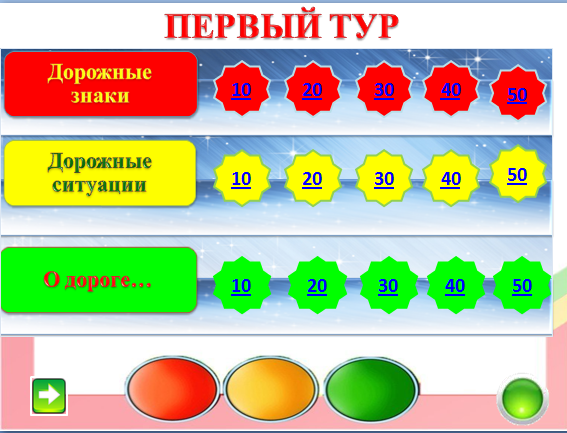 ПЕРВЫЙ ТУР
Дорожные
знаки
10 20 30 40 50
Дорожные
ситуации
10 20 30 40 50
О дороге...
10 20 30 40 50